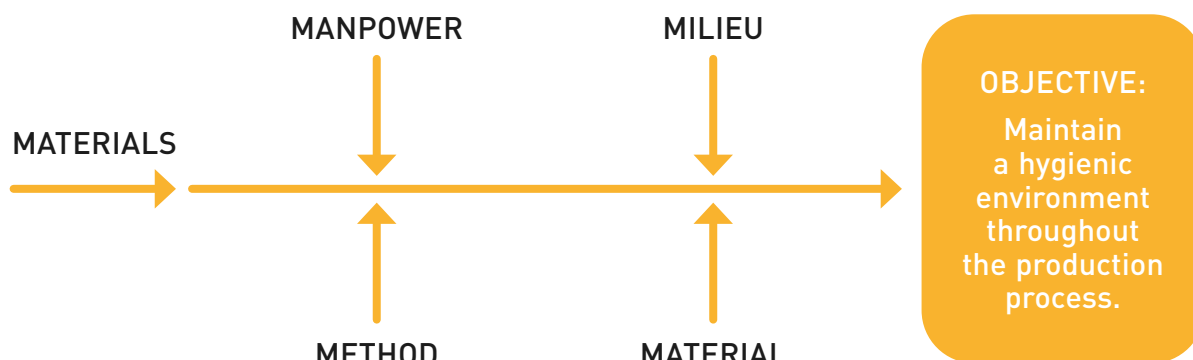 MANPOWER
MILIEU
MATERIALS
OBJECTIVE:
Maintain
a hygienic
environment
throughout
the production
process.
METHOD
MATERIAL